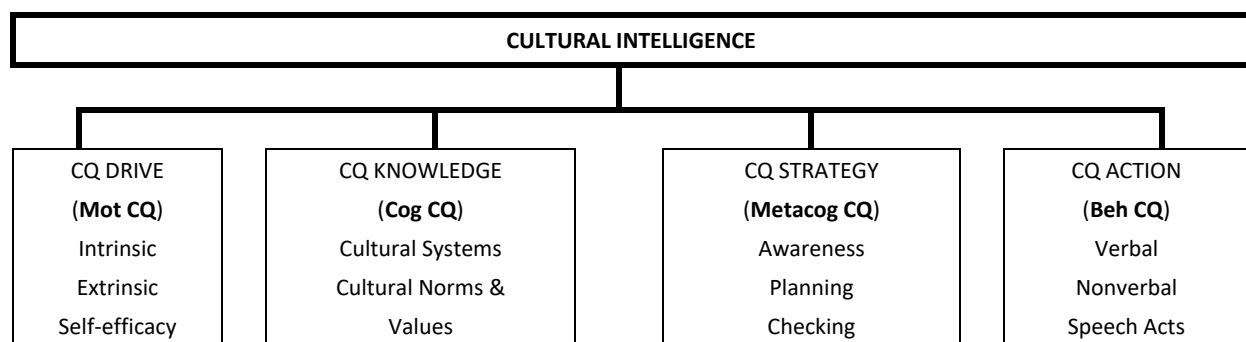 CULTURAL INTELLIGENCE
CQ DRIVE
(Mot CQ)
Intrinsic
Extrinsic
Self-efficacy
CQ KNOWLEDGE
(Cog CQ)
Cultural Systems
Cultural Norms &
Values
CQ STRATEGY
(Metacog CQ)
Awareness
Planning
Checking
CQ ACTION
(Beh CQ)
Verbal
Nonverbal
Speech Acts